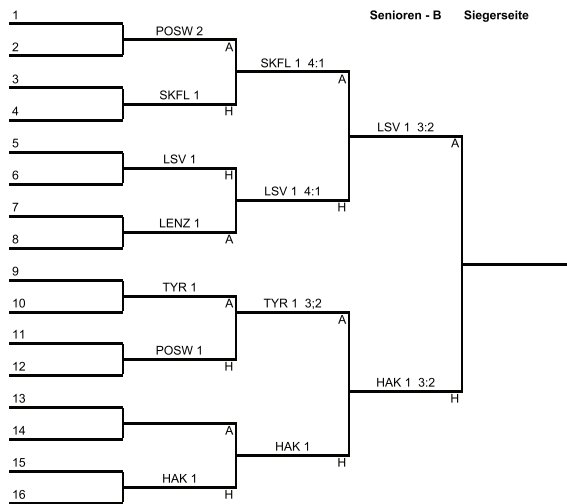 Senioren - B Siegerseite
1
POSW 2
2
A
SKFL 1 4:1
A
3
SKFL 1
4
H
LSV 1 3:2
A
5
LSV 1
6
H
LSV 1 4:1
H
7
LENZ 1
8
A
9
TYR 1
10
A
TYR 1 3;2
A
11
POSW 1
12
H
HAK 1 3:2
H
13
14
A
HAK 1
H
15
HAK 1
16
H